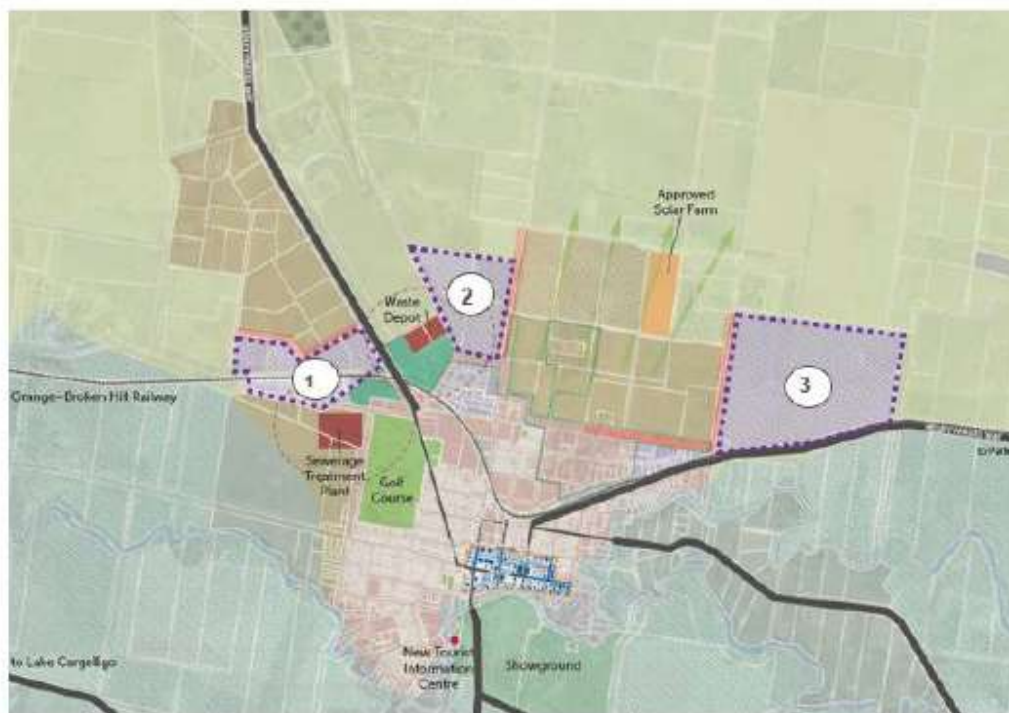 Approved
Solar Farm
2
Waste
Depot
1
3
Orange-Broken Hill Railway
Sewerage
Treatment
Plant
Golf
Course
to Lake Cargelligo
New Tourist
Information
Centre
Showground